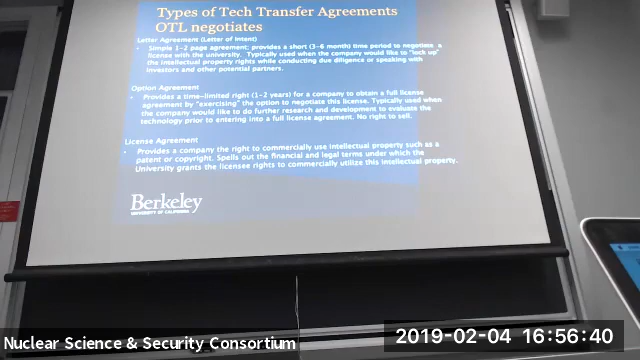 Types of Tech Transfer Agreements
OTL negotiates
Letter Agreement (Letter of Intent)
• Simple 1-2 page agreement; provides a short (3-6 month) time period to negotiate a
license with the university. Typically used when the company would like to "lock up"
the intellectual property rights while conducting due diligence or speaking with
investors and other potential partners.
Option Agreement
• Provides a time-limited right (1-2 years) for a company to obtain a full license
agreement by "exercising" the option to negotiate this license. Typically used when
the company would like to do further research and development to evaluate the
technology prior to entering into a full license agreement. No right to sell.
License Agreement
• Provides a company the right to commercially use intellectual property such as a
patent or copyright. Spells out the financial and legal terms under which the
University grants the licensee rights to commercially utilize this intellectual property.
Berkeley
UNIVERSITY OF CALIFORNIA
Nuclear Science & Security Consortium
2019-02-04 16:56:40